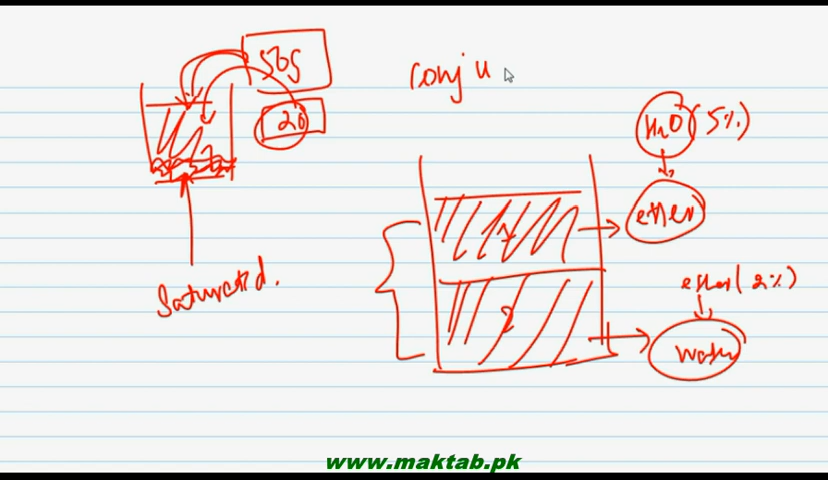 50g
20
Saturated.
conju
H2O (5%)
ether
1
ether (2%)
2
water
www.maktab.pk